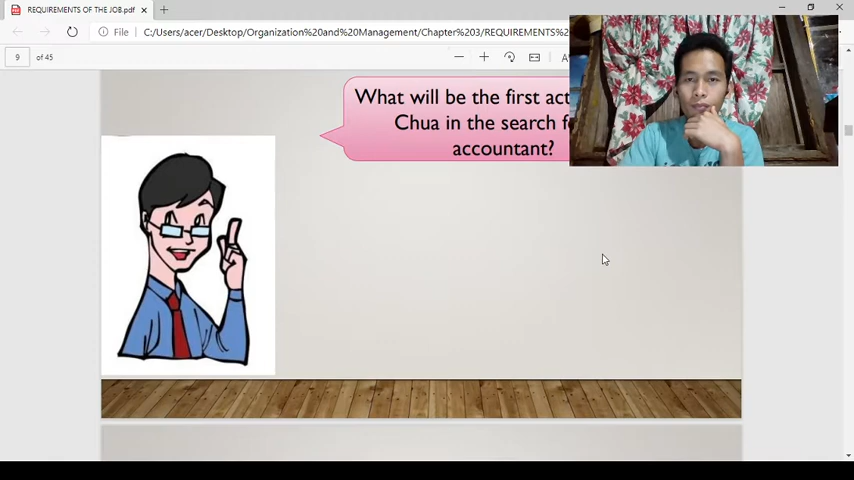 REQUIREMENTS OF THE JOB.pdf
File
C:/Users/acer/Desktop/Organization%20and%20Management/Chapter%203/REQUIREMENTS%2
9
of 45
What will be the first
Chua in the search
accountant?